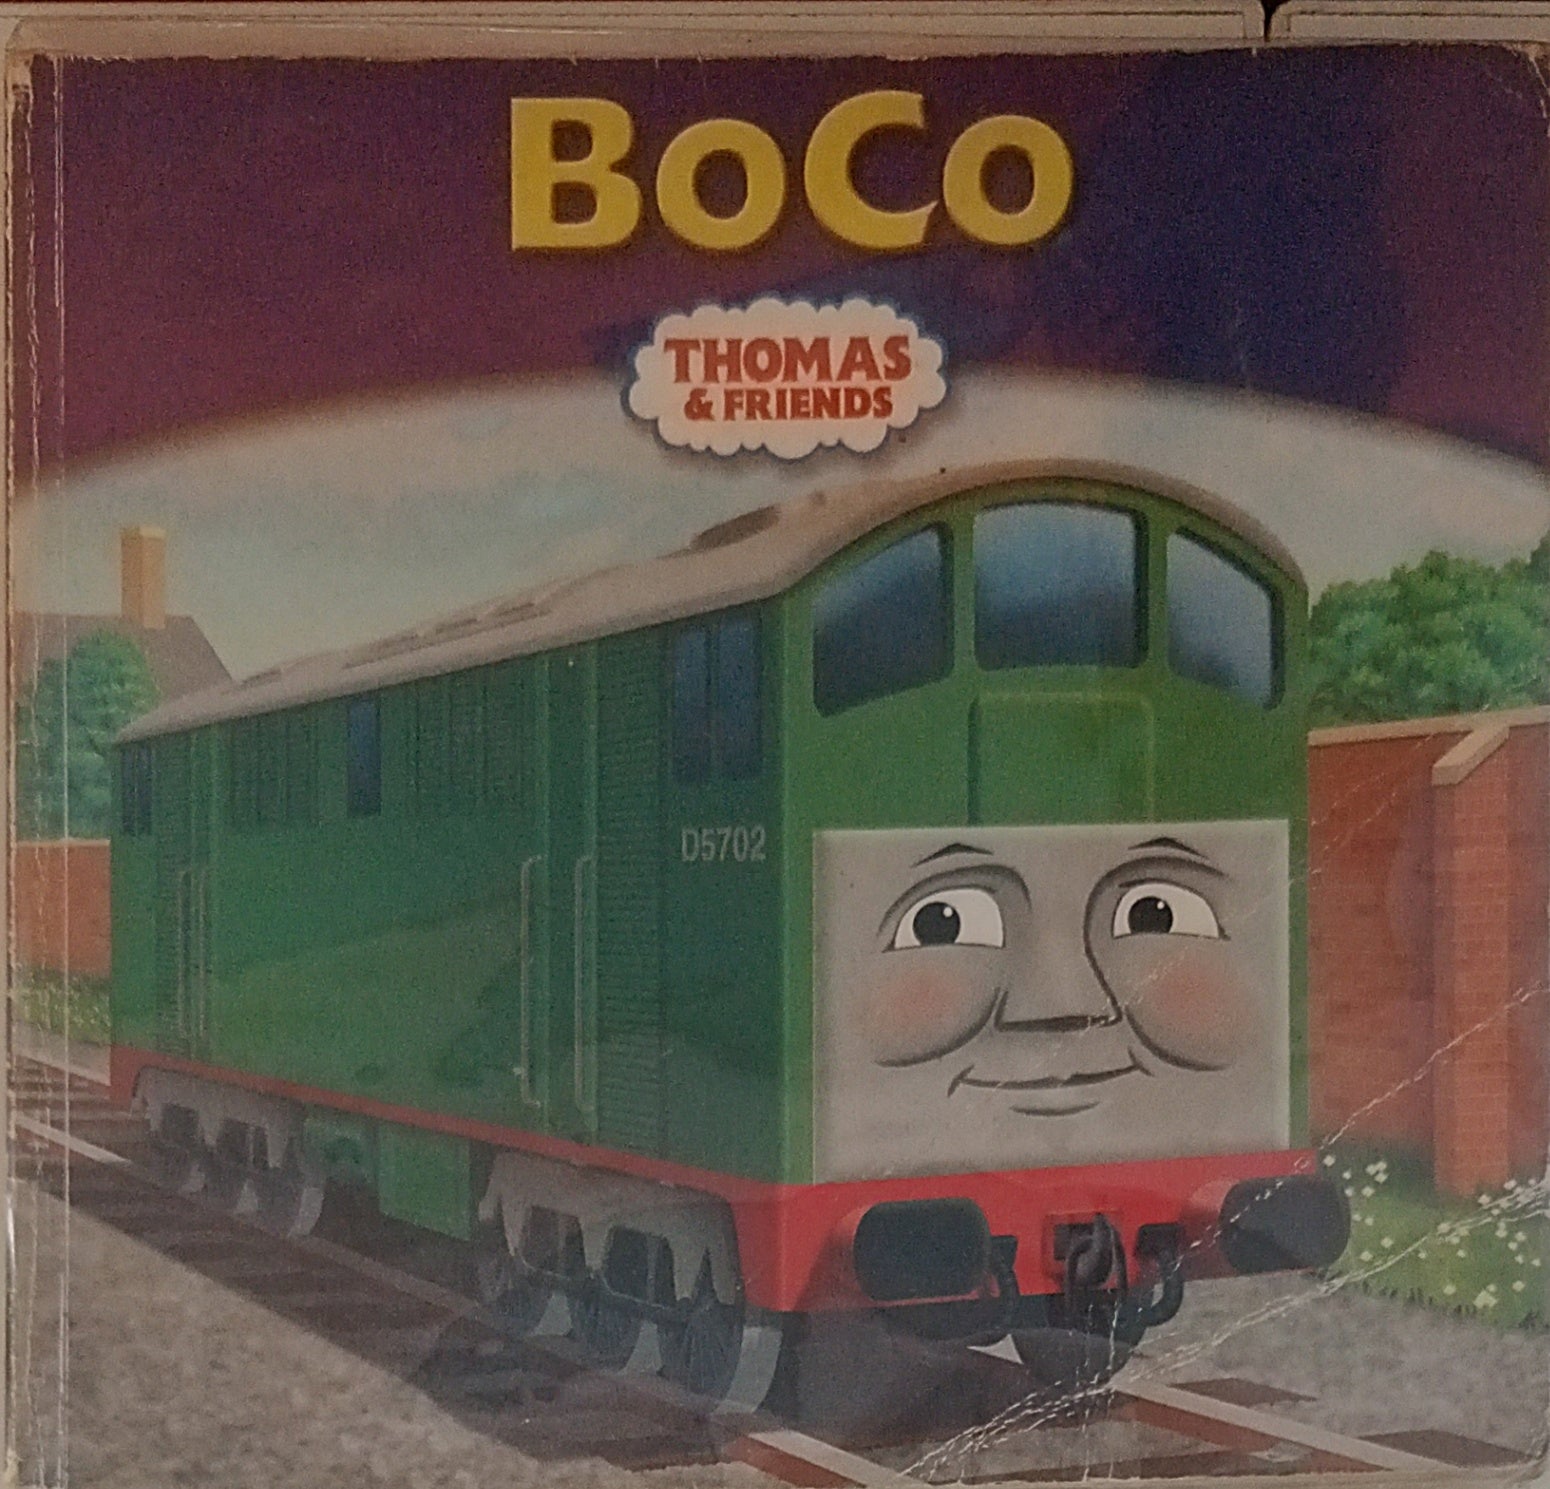 BoCo
THOMAS
& FRIENDS
D5702